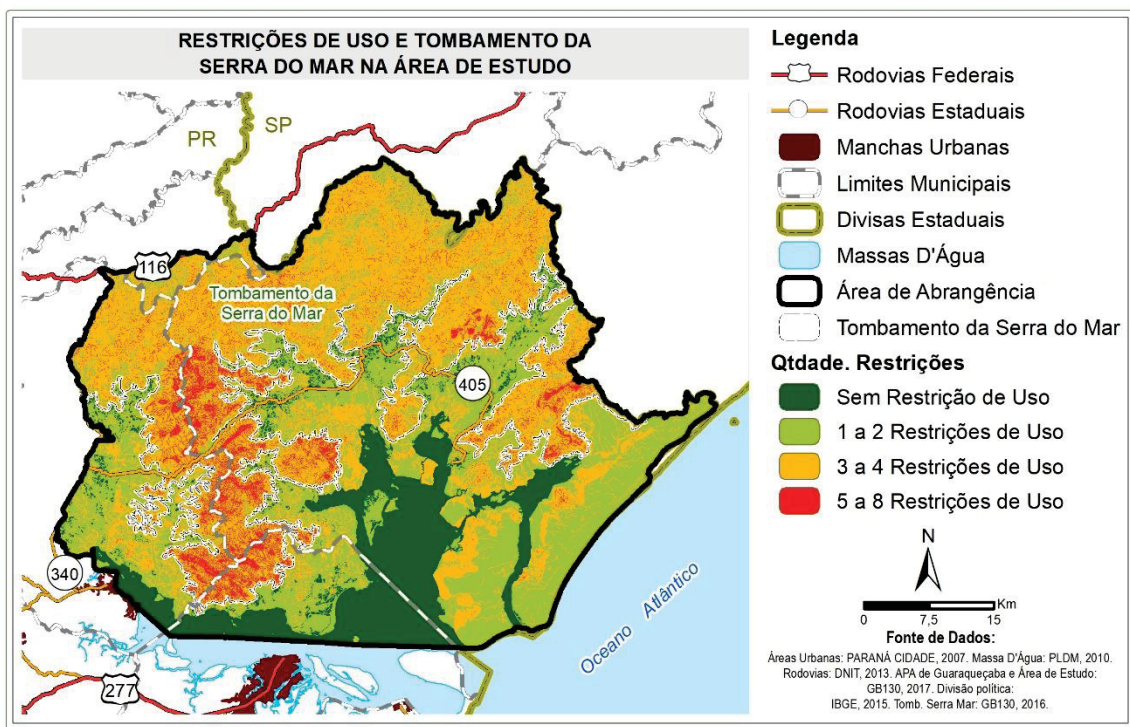 RESTRIÇÕES DE USO E TOMBAMENTO DA
SERRA DO MAR NA ÁREA DE ESTUDO
PR
SP
116
Tombamento da
Serra do Mar
405
340
277
Oceano Atlântico
Legenda
Rodovias Federais
Rodovias Estaduais
Manchas Urbanas
Limites Municipais
Divisas Estaduais
Massas D'Água
Área de Abrangência
Tombamento da Serra do Mar
Qtdade. Restrições
Sem Restrição de Uso
1 a 2 Restrições de Uso
3 a 4 Restrições de Uso
5 a 8 Restrições de Uso
N
Km
0 7,5 15
Fonte de Dados:
Áreas Urbanas: PARANÁ CIDADE, 2007. Massa D'Água: PLDM, 2010.
Rodovias: DNIT, 2013. APA de Guaraqueçaba e Área de Estudo:
GB130, 2017. Divisão política:
IBGE, 2015. Tomb. Serra Mar: GB130, 2016.